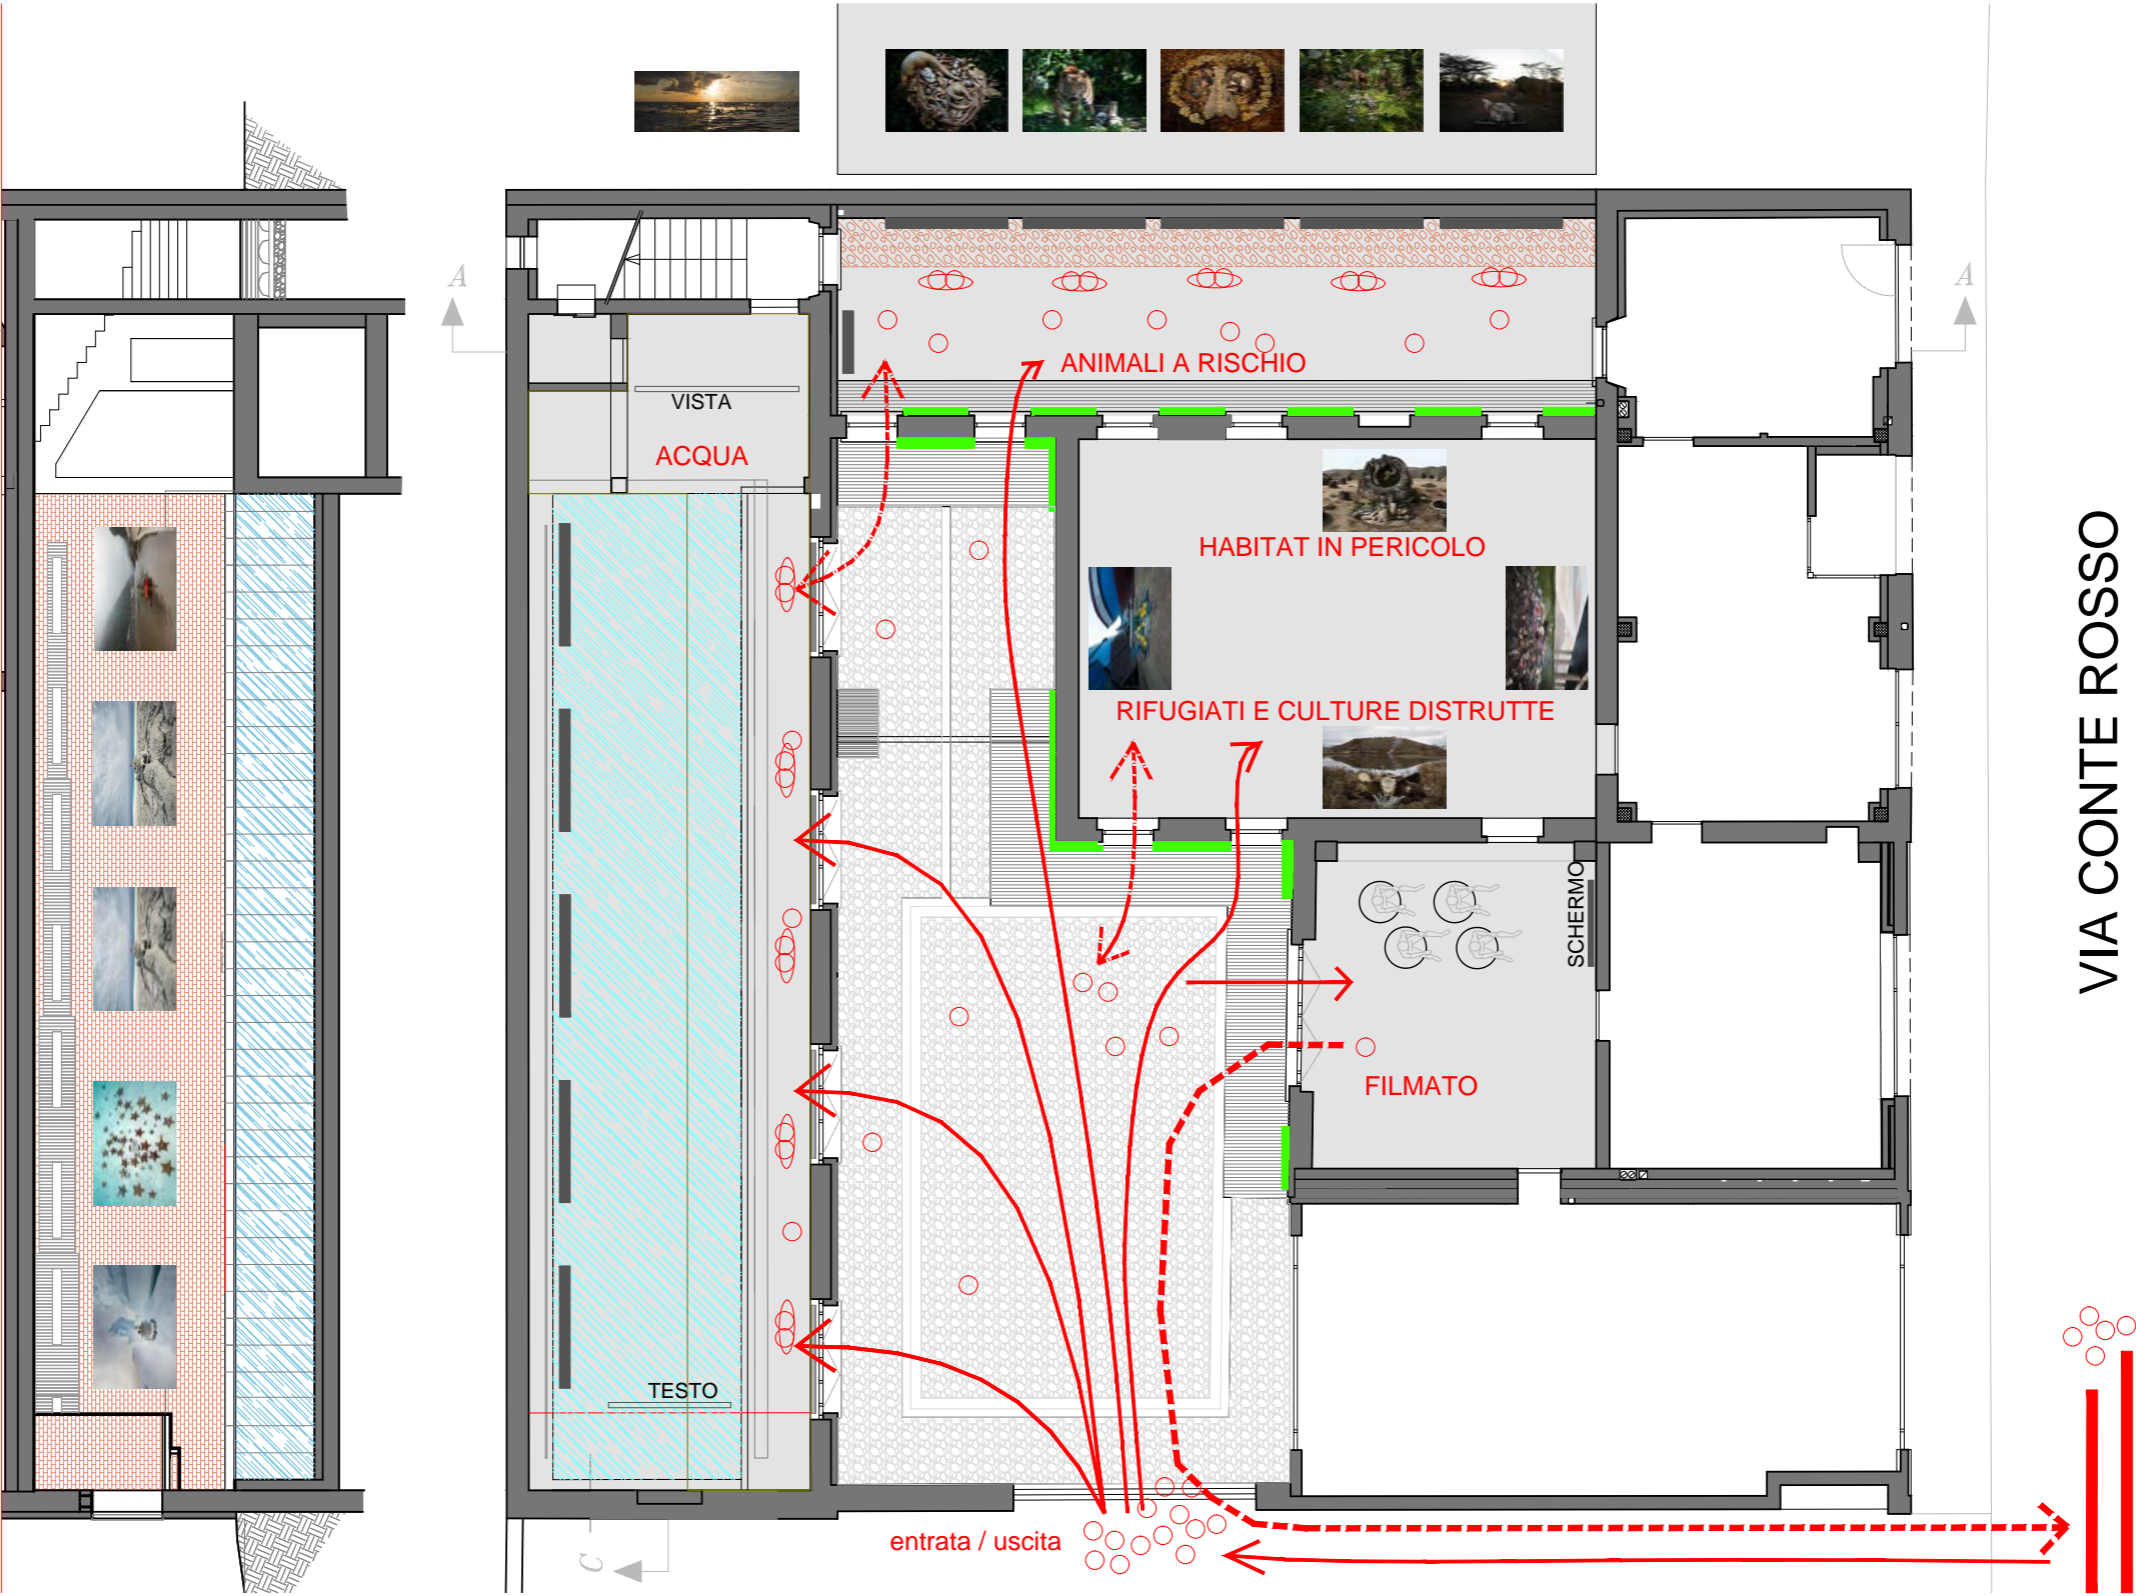 A
A
VISTA
ANIMALI A RISCHIO
ACQUA
HABITAT IN PERICOLO
RIFUGIATI E CULTURE DISTRUTTE
VIA CONTE ROSSO
SCHERMO
FILMATO
TESTO
entrata / uscita
C